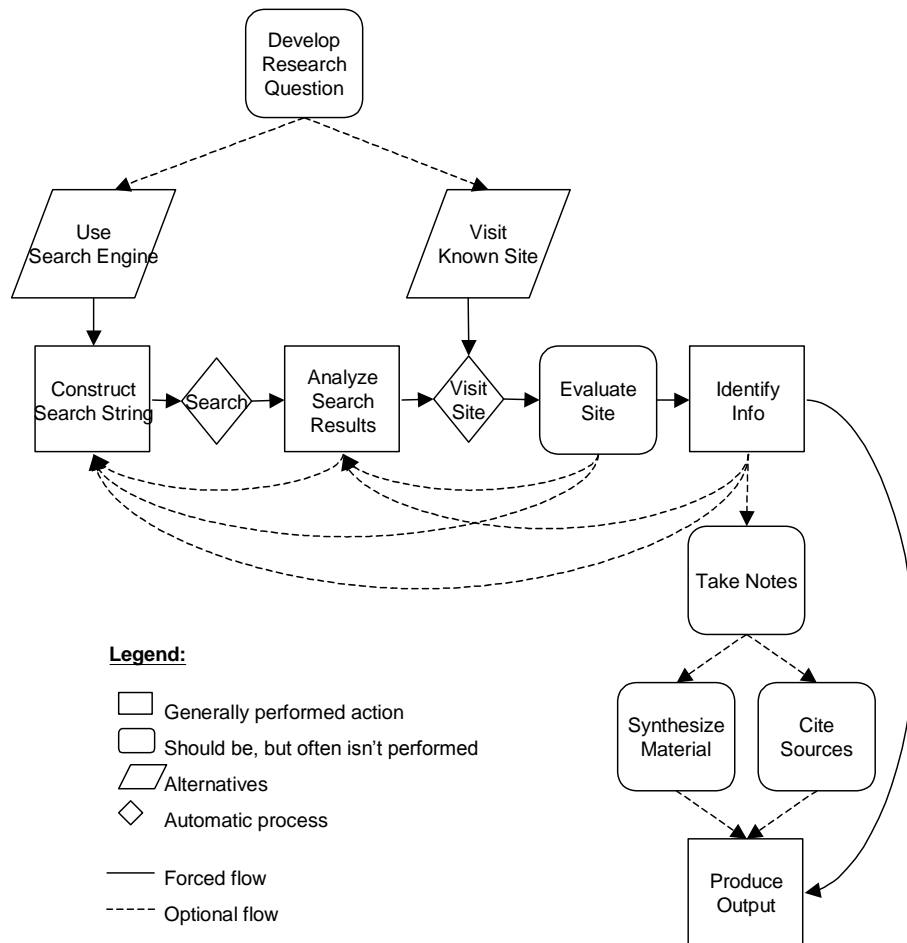 Develop
Research
Question
Use
Search Engine
Visit
Known Site
Construct
Search String
Search
Analyze
Search
Results
Visit
Site
Evaluate
Site
Identify
Info
Take Notes
Legend:
Generally performed action
Should be, but often isn't performed
Alternatives
Automatic process
Forced flow
Optional flow
Synthesize
Material
Cite
Sources
Produce
Output